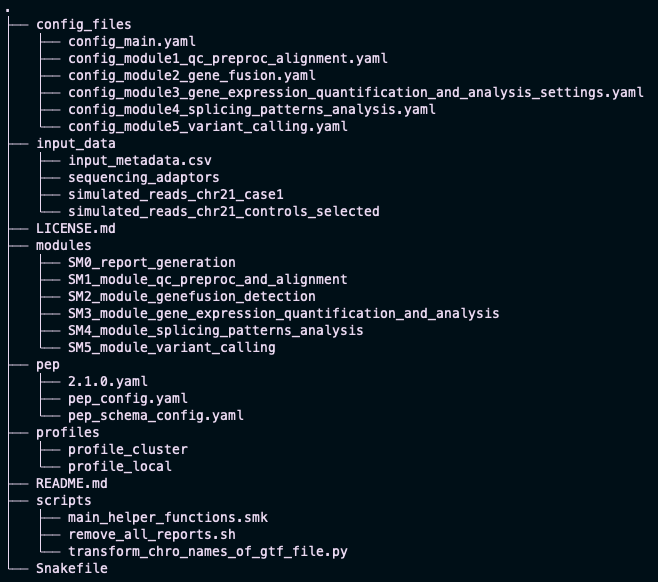 .
├── config_files
│   ├── config_main.yaml
│   ├── config_module1_qc_preproc_alignment.yaml
│   ├── config_module2_gene_fusion.yaml
│   ├── config_module3_gene_expression_quantification_and_analysis_settings.yaml
│   ├── config_module4_splicing_patterns_analysis.yaml
│   └── config_module5_variant_calling.yaml
├── input_data
│   ├── input_metadata.csv
│   ├── sequencing_adaptors
│   ├── simulated_reads_chr21_case1
│   └── simulated_reads_chr21_controls_selected
├── LICENSE.md
├── modules
│   ├── SM0_report_generation
│   ├── SM1_module_qc_preproc_and_alignment
│   ├── SM2_module_genefusion_detection
│   ├── SM3_module_gene_expression_quantification_and_analysis
│   ├── SM4_module_splicing_patterns_analysis
│   └── SM5_module_variant_calling
├── pep
│   ├── 2.1.0.yaml
│   ├── pep_config.yaml
│   └── pep_schema_config.yaml
├── profiles
│   ├── profile_cluster
│   └── profile_local
├── README.md
├── scripts
│   ├── main_helper_functions.smk
│   ├── remove_all_reports.sh
│   └── transform_chro_names_of_gtf_file.py
└── Snakefile